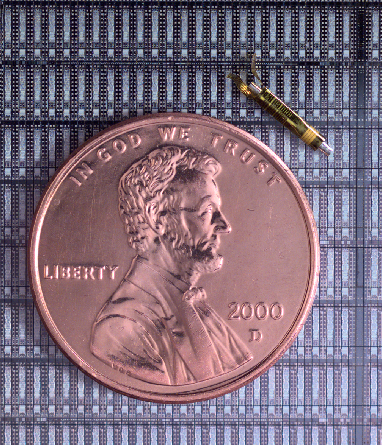 IN GOD WE TRUST
LIBERTY
2000
D